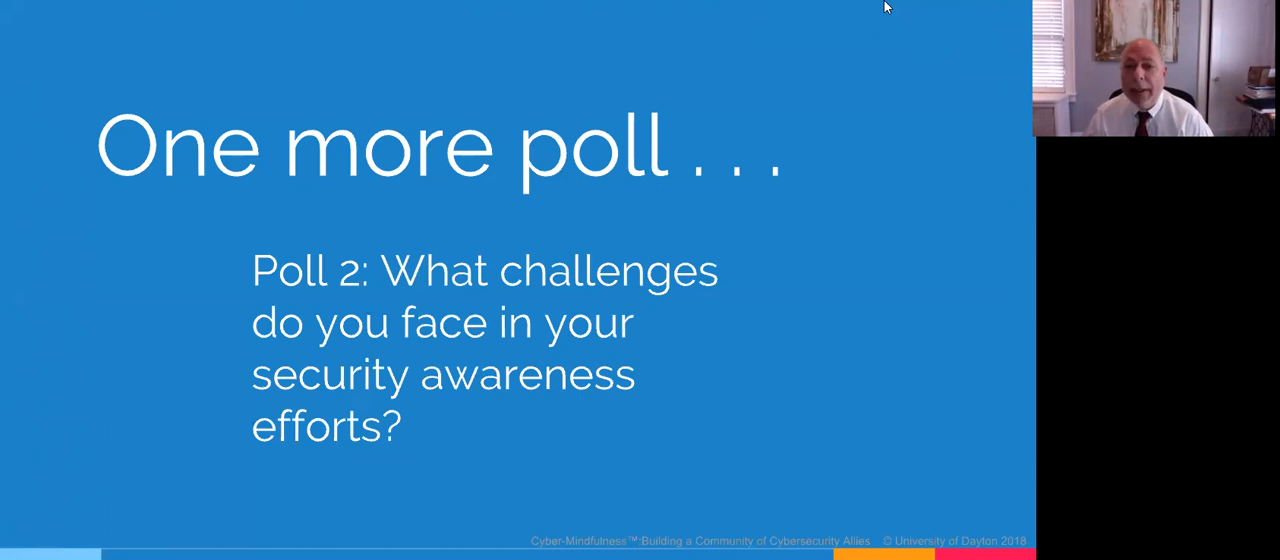 One more poll . . .
Poll 2: What challenges
do you face in your
security awareness
efforts?
Cyber-Mindfulness™:Building a Community of Cybersecurity Allies © University of Dayton 2018